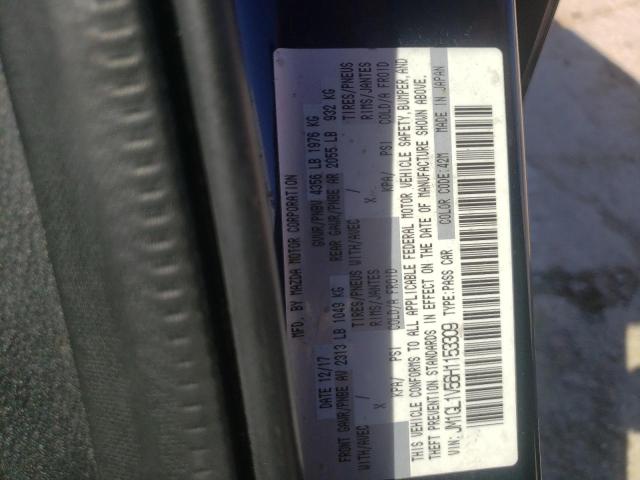 MFD. BY MAZDA MOTOR CORPORATION
DATE 12/17 GVWR/PNBV 4356 LB 1976 KG
FRONT GAWR/PNBE AV 2313 LB 1049 KG REAR GAWR/PNBE AR 2055 LB 932 KG
WITH/AVEC / TIRES/PNEUS WITH/AVEC / TIRES/PNEUS
X RIMS/JANTES X RIMS/JANTES
KPA/ PSI COLD/A FROID KPA/ PSI COLD/A FROID
THIS VEHICLE CONFORMS TO ALL APPLICABLE FEDERAL MOTOR VEHICLE SAFETY, BUMPER, AND
THEFT PREVENTION STANDARDS IN EFFECT ON THE DATE OF MANUFACTURE SHOWN ABOVE.
VIN: JM1GL1V56H1153309 TYPE:PASS CAR COLOR CODE:42M MADE IN JAPAN